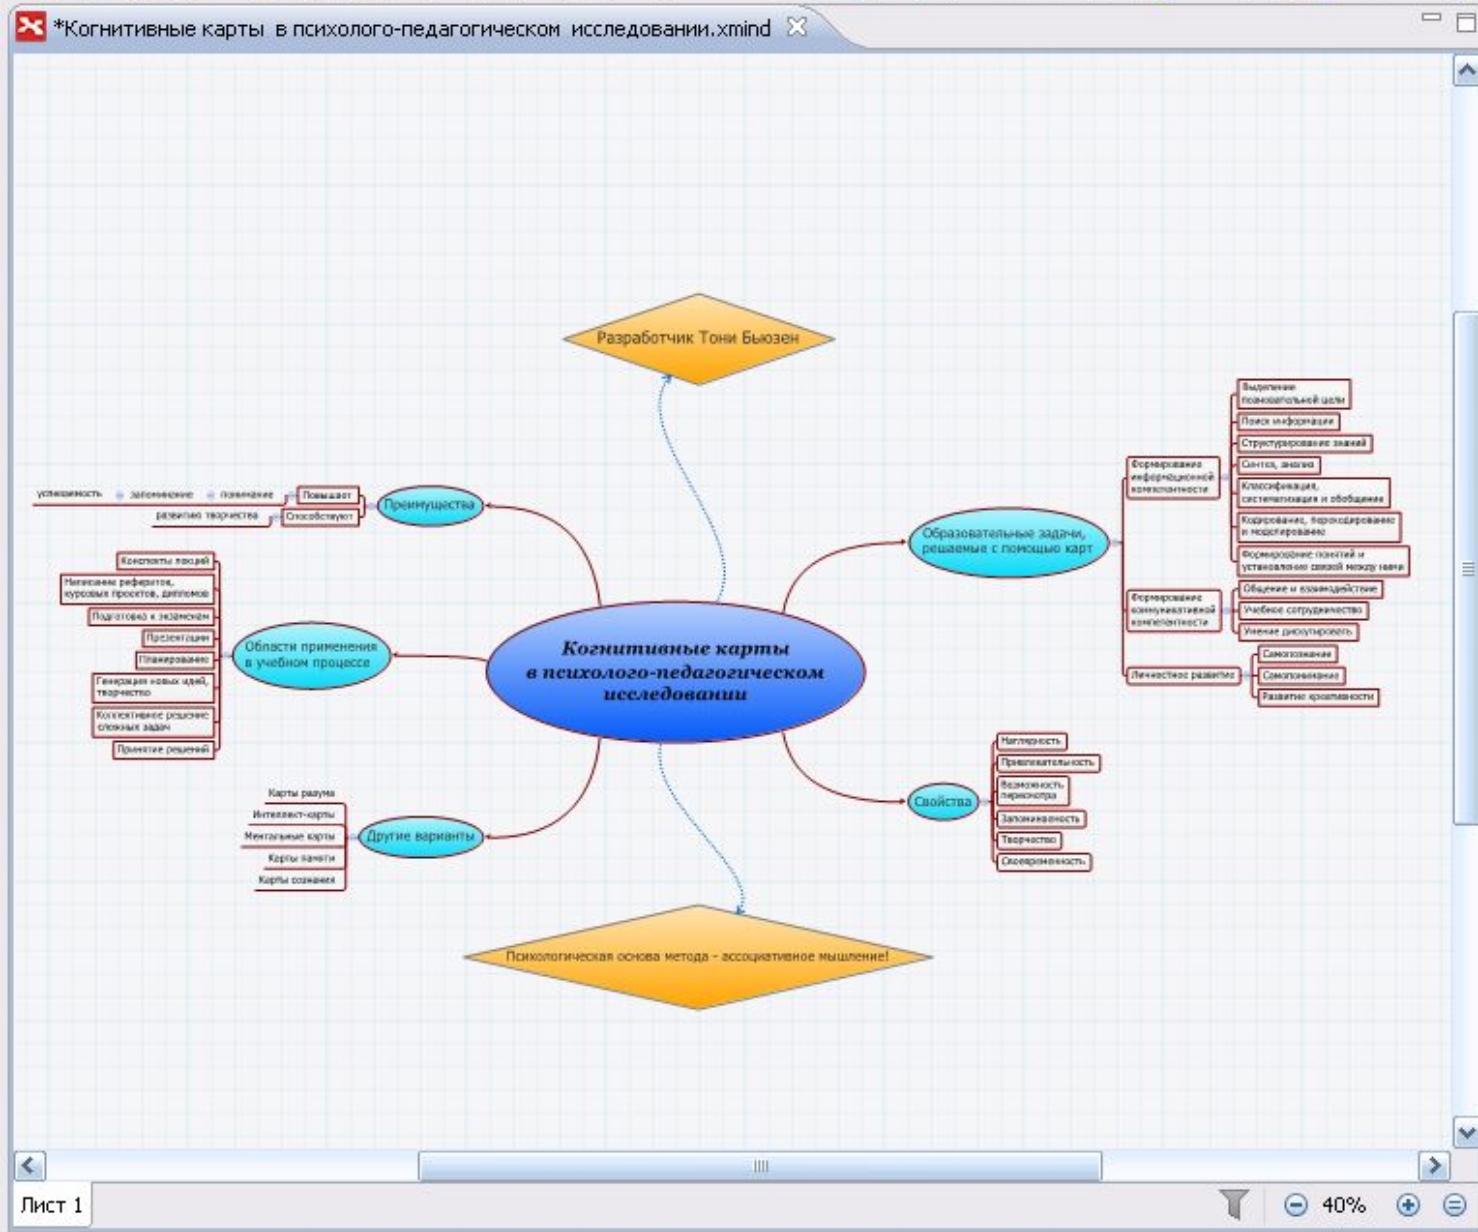 *Когнитивные карты в психолого-педагогическом исследовании.xmind
Разработчик Тони Бьюзен
Преимущества
Повышают
понимание
запоминание
успешность
Способствуют
развитию творчества
Области применения
в учебном процессе
Конспекты лекций
Написание рефератов,
курсовых проектов, дипломов
Подготовка к экзаменам
Презентации
Планирование
Генерация новых идей,
творчество
Коллективное решение
сложных задач
Принятие решений
Когнитивные карты
в психолого-педагогическом
исследовании
Другие варианты
Карты разума
Интеллект-карты
Ментальные карты
Карты памяти
Карты сознания
Образовательные задачи,
решаемые с помощью карт
Формирование
информационной
компетентности
Выделение
познавательной цели
Поиск информации
Структурирование знаний
Синтез, анализ
Классификация,
систематизация и обобщение
Кодирование, перекодирование
и моделирование
Формирование понятий и
установление связей между ними
Формирование
коммуникативной
компетентности
Общение и взаимодействие
Учебное сотрудничество
Умение дискутировать
Личностное развитие
Самопознание
Самопонимание
Развитие креативности
Свойства
Наглядность
Привлекательность
Возможность
пересмотра
Запоминаемость
Творчество
Своевременность
Психологическая основа метода - ассоциативное мышление!
Лист 1
40%